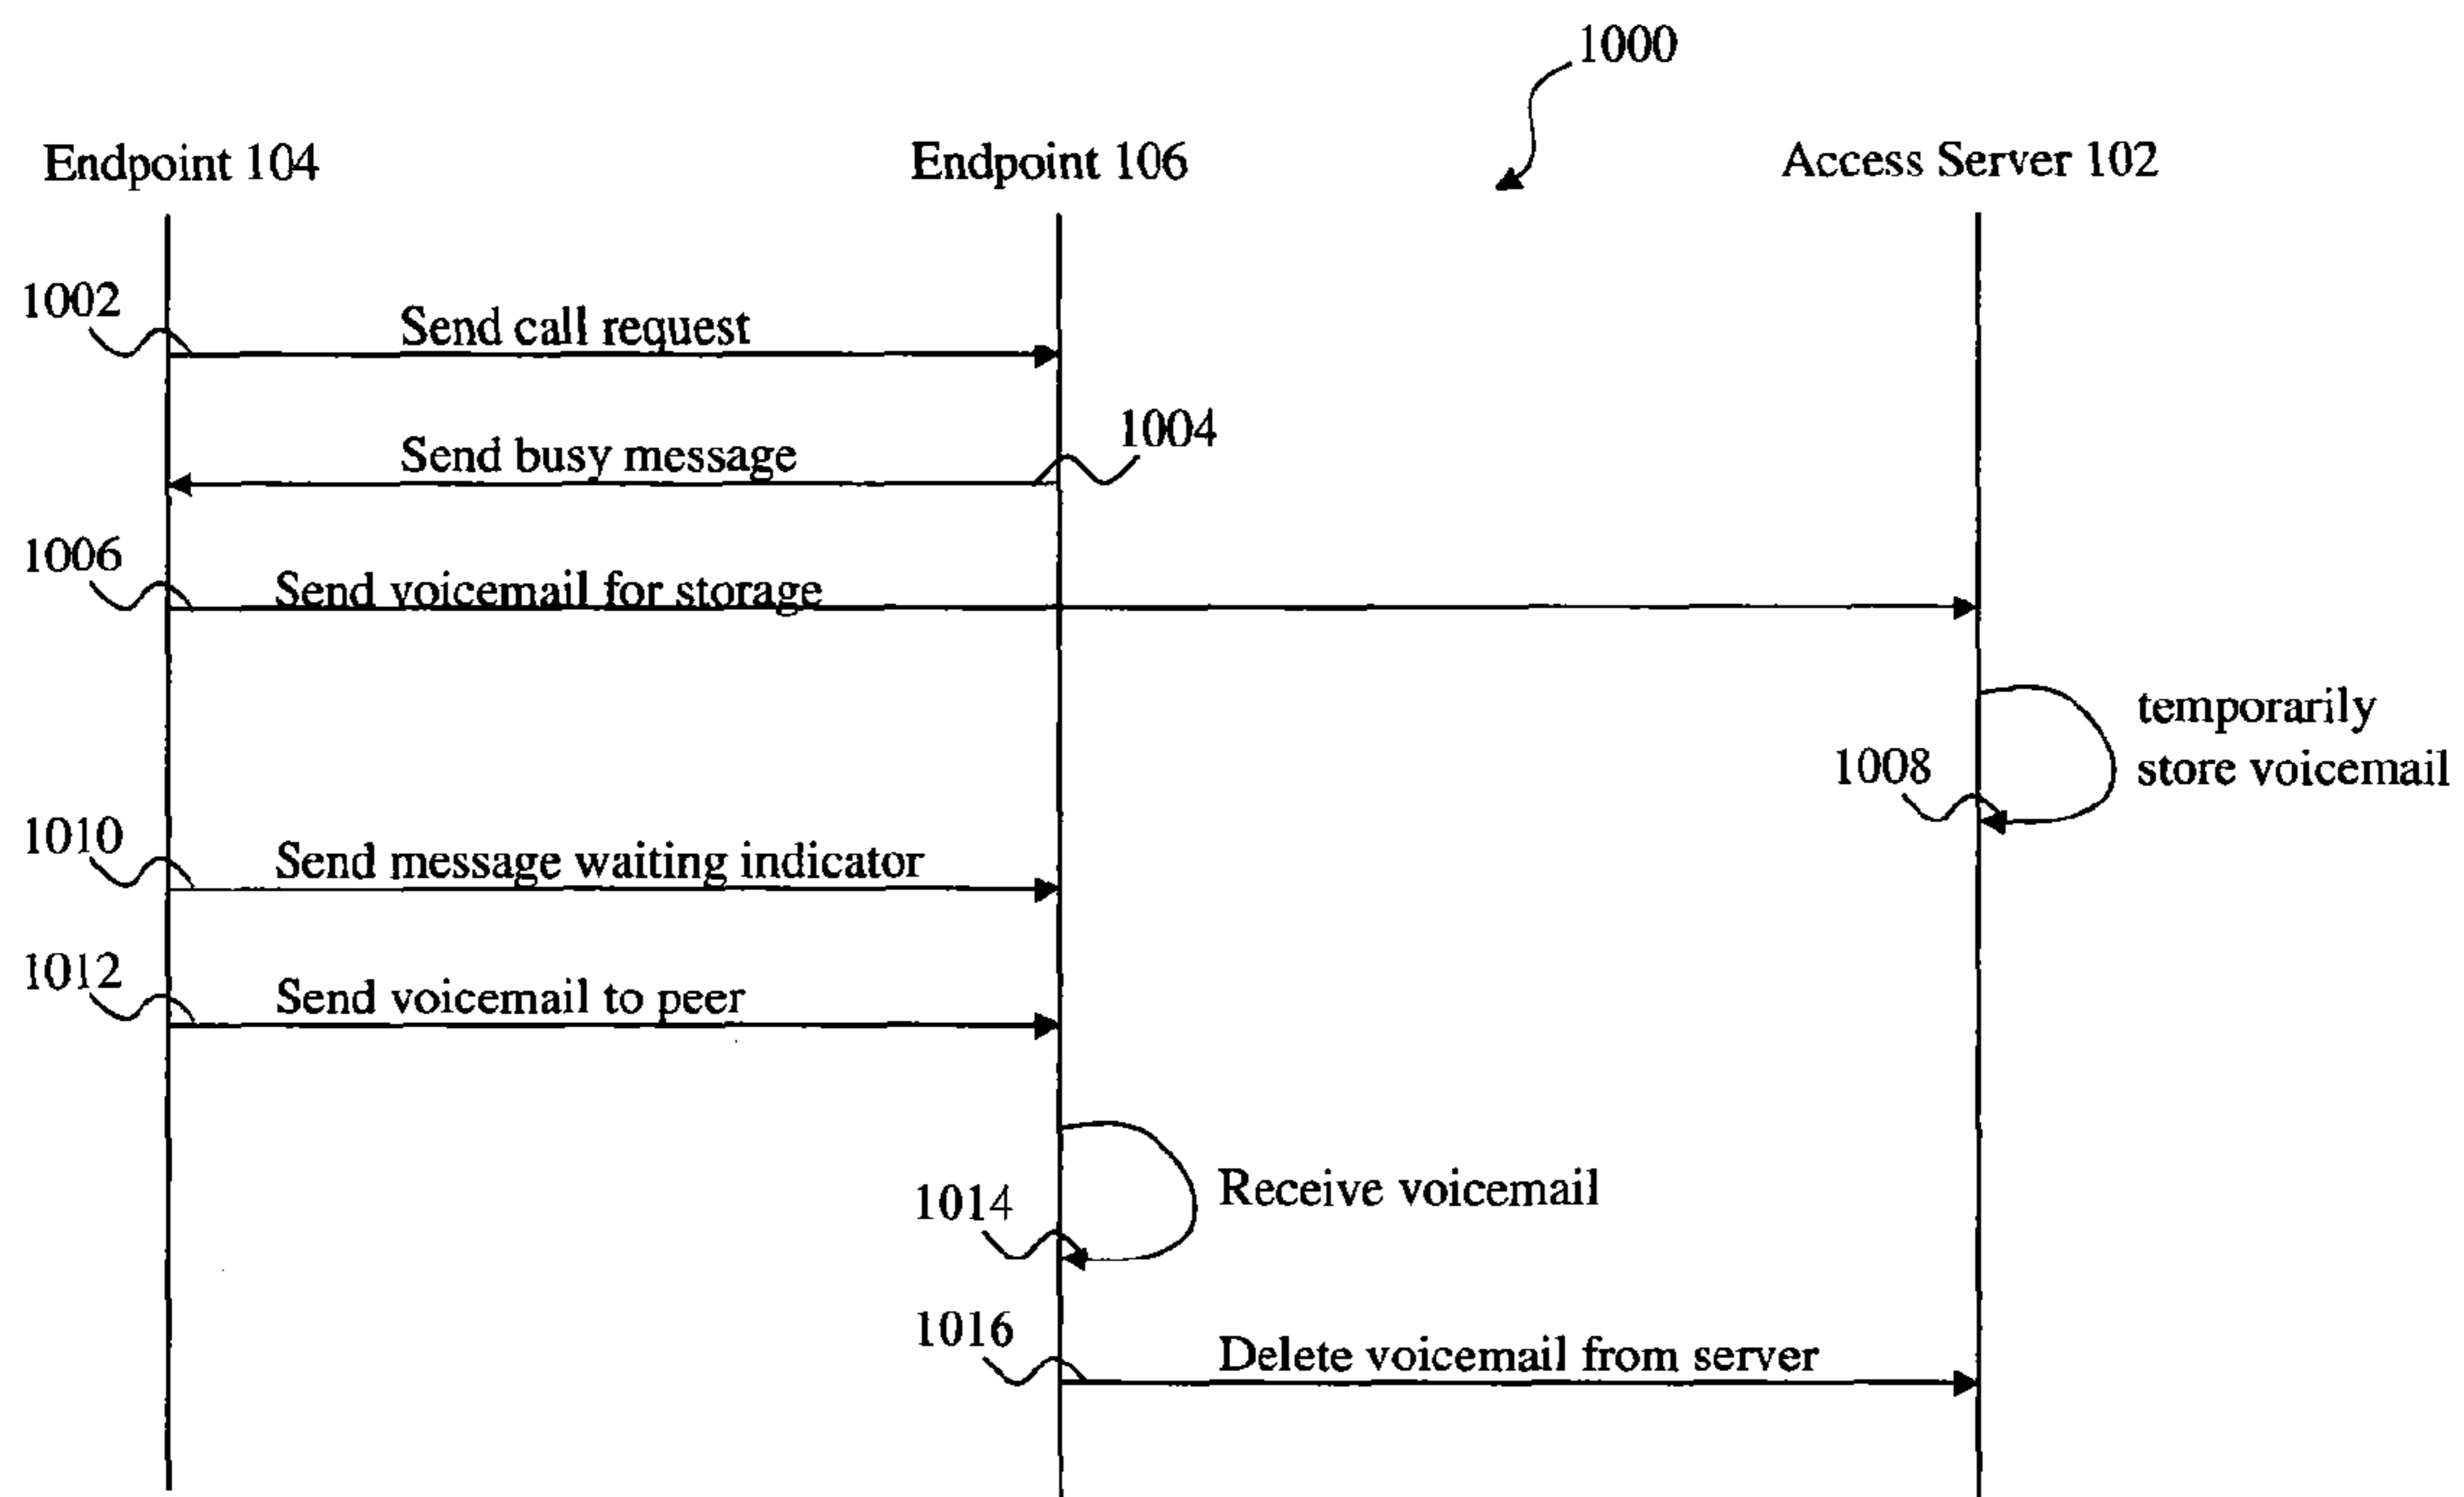 1000
Endpoint 104
Endpoint 106
Access Server 102
1002
Send call request
1004
Send busy message
1006
Send voicemail for storage
temporarily
store voicemail
1008
1010
Send message waiting indicator
1012
Send voicemail to peer
1014
Receive voicemail
1016
Delete voicemail from server